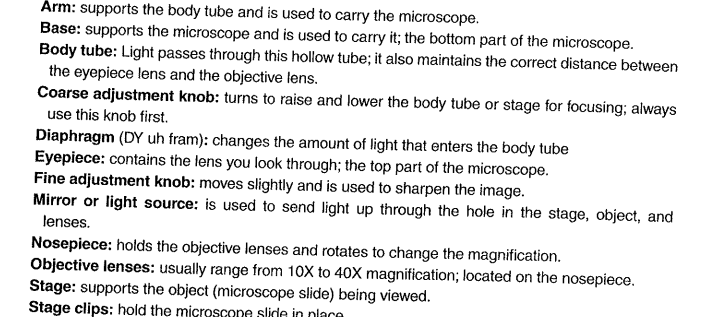 Arm: supports the body tube and is used to carry the microscope.
Base: supports the microscope and is used to carry it; the bottom part of the microscope.
Body tube: Light passes through this hollow tube; it also maintains the correct distance between
the eyepiece lens and the objective lens.
Coarse adjustment knob: turns to raise and lower the body tube or stage for focusing; always
use this knob first.
Diaphragm (DY uh fram): changes the amount of light that enters the body tube
Eyepiece: contains the lens you look through; the top part of the microscope.
Fine adjustment knob: moves slightly and is used to sharpen the image.
Mirror or light source: is used to send light up through the hole in the stage, object, and
lenses.
Nosepiece: holds the objective lenses and rotates to change the magnification.
Objective lenses: usually range from 10X to 40X magnification; located on the nosepiece.
Stage: supports the object (microscope slide) being viewed.
Stage clips: hold the microscope slide in place